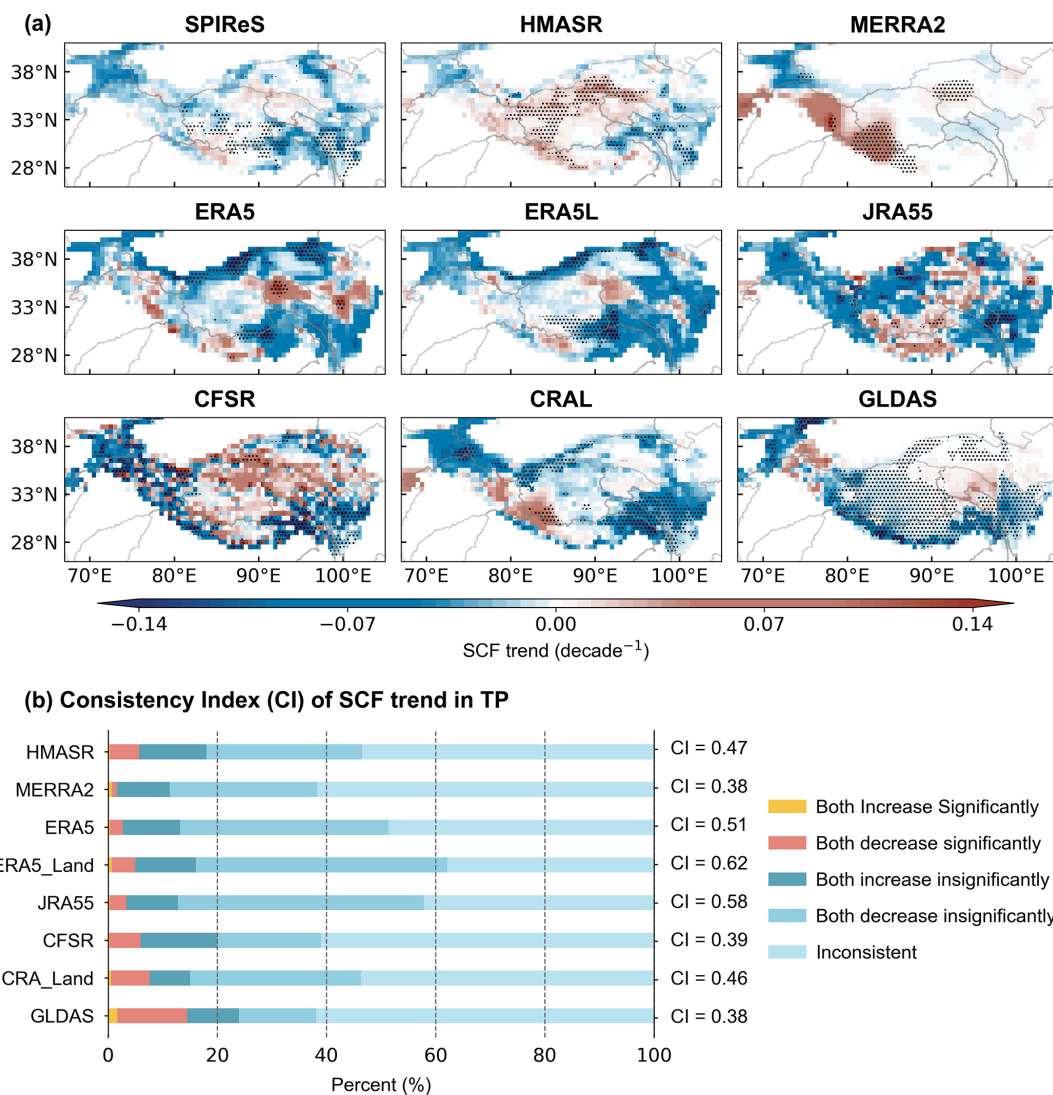 (a)
SPIReS HMASR MERRA2
38°N
33°N
28°N
ERA5 ERA5L JRA55
38°N
33°N
28°N
CFSR CRAL GLDAS
38°N
33°N
28°N
70°E 80°E 90°E 100°E 70°E 80°E 90°E 100°E 70°E 80°E 90°E 100°E
−0.14 −0.07 0.00 0.07 0.14
SCF trend (decade⁻¹)
(b) Consistency Index (CI) of SCF trend in TP
HMASR CI = 0.47
MERRA2 CI = 0.38
ERA5 CI = 0.51
ERA5_Land CI = 0.62
JRA55 CI = 0.58
CFSR CI = 0.39
CRA_Land CI = 0.46
GLDAS CI = 0.38
Both Increase Significantly
Both decrease significantly
Both increase insignificantly
Both decrease insignificantly
Inconsistent
0 20 40 60 80 100
Percent (%)